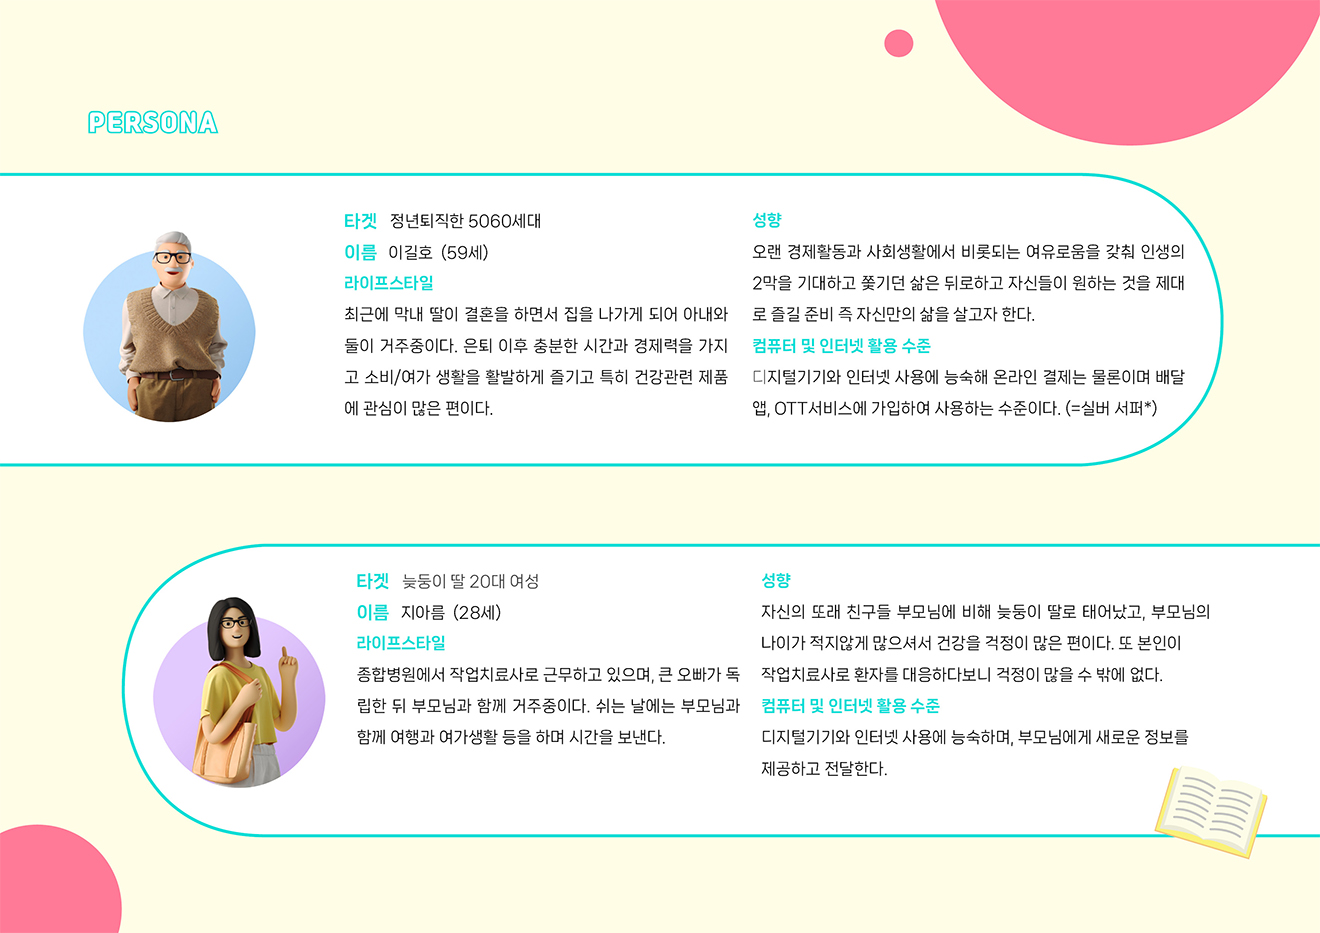 PERSONA
타겟 정년퇴직한 5060세대
이름 이길호 (59세)
라이프스타일
최근에 막내 딸이 결혼을 하면서 집을 나가게 되어 아내와
둘이 거주중이다. 은퇴 이후 충분한 시간과 경제력을 가지
고 소비/여가 생활을 활발하게 즐기고 특히 건강관련 제품
에 관심이 많은 편이다.
성향
오랜 경제활동과 사회생활에서 비롯되는 여유로움을 갖춰 인생의
2막을 기대하고 쫓기던 삶은 뒤로하고 자신들이 원하는 것을 제대
로 즐길 준비 즉 자신만의 삶을 살고자 한다.
컴퓨터 및 인터넷 활용 수준
디지털기기와 인터넷 사용에 능숙해 온라인 결제는 물론이며 배달
앱, OTT서비스에 가입하여 사용하는 수준이다. (=실버 서퍼*)
타겟 늦둥이 딸 20대 여성
이름 지아름 (28세)
라이프스타일
종합병원에서 작업치료사로 근무하고 있으며, 큰 오빠가 독
립한 뒤 부모님과 함께 거주중이다. 쉬는 날에는 부모님과
함께 여행과 여가생활 등을 하며 시간을 보낸다.
성향
자신의 또래 친구들 부모님에 비해 늦둥이 딸로 태어났고, 부모님의
나이가 적지않게 많으셔서 건강을 걱정이 많은 편이다. 또 본인이
작업치료사로 환자를 대응하다보니 걱정이 많을 수 밖에 없다.
컴퓨터 및 인터넷 활용 수준
디지털기기와 인터넷 사용에 능숙하며, 부모님에게 새로운 정보를
제공하고 전달한다.